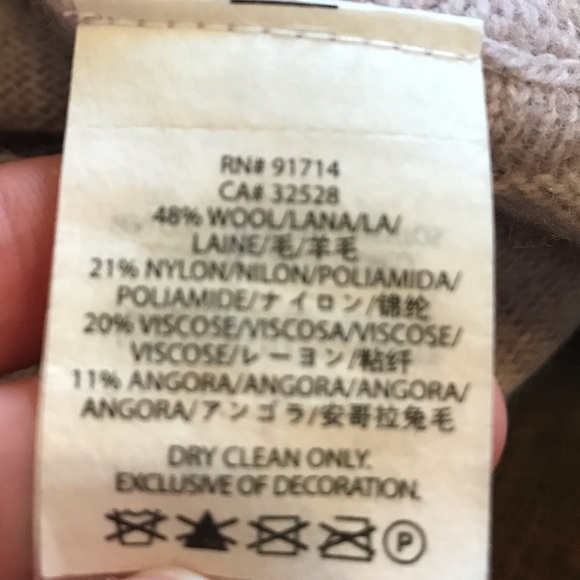 RN# 91714
CA# 32528
48% WOOL/LANA/LA/
LAINE/毛/羊毛
21% NYLON/NILON/POLIAMIDA/
POLIAMIDE/ナイロン/锦纶
20% VISCOSE/VISCOSA/VISCOSE/
VISCOSE/レーヨン/粘纤
11% ANGORA/ANGORA/ANGORA/
ANGORA/アンゴラ/安哥拉兔毛
DRY CLEAN ONLY.
EXCLUSIVE OF DECORATION.
P